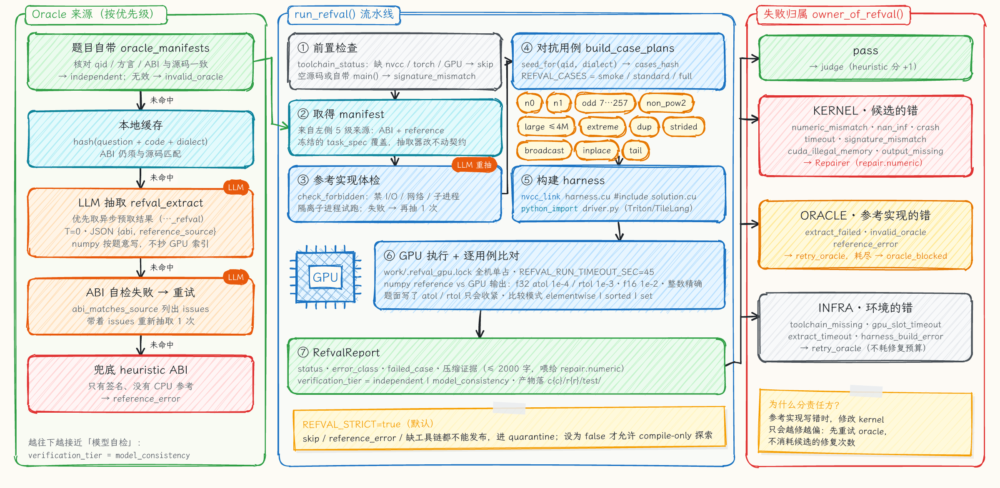 Oracle 来源（按优先级）
题目自带 oracle_manifests
核对 qid / 方言 / ABI 与源码一致
→ independent；无效 → invalid_oracle
未命中
本地缓存
hash(question + code + dialect)
ABI 仍须与源码匹配
未命中
LLM
LLM 抽取 refval_extract
优先取异步预取结果（…_refval）
T=0・JSON {abi, reference_source}
numpy 按题意写，不抄 GPU 索引
未命中
LLM
ABI 自检失败 → 重试
abi_matches_source 列出 issues
带着 issues 重新抽取 1 次
未命中
兜底 heuristic ABI
只有签名、没有 CPU 参考
→ reference_error
越往下越接近「模型自检」：
verification_tier = model_consistency
run_refval() 流水线
① 前置检查
toolchain_status：缺 nvcc / torch / GPU → skip
空源码或自带 main() → signature_mismatch
② 取得 manifest
来自左侧 5 级来源：ABI + reference
冻结的 task_spec 覆盖，抽取器改不动契约
LLM 重抽
③ 参考实现体检
check_forbidden：禁 I/O / 网络 / 子进程
隔离子进程试跑；失败 → 再抽 1 次
④ 对抗用例 build_case_plans
seed_for(qid, dialect) → cases_hash
REFVAL_CASES = smoke / standard / full
n0
n1
odd 7…257
non_pow2
large ≤4M
extreme
dup
strided
broadcast
inplace
tail
⑤ 构建 harness
nvcc_link harness.cu #include solution.cu
python_import driver.py（Triton/TileLang）
GPU
⑥ GPU 执行 + 逐用例比对
work/.refval_gpu.lock 全机单占・REFVAL_RUN_TIMEOUT_SEC=45
numpy reference vs GPU 输出：f32 atol 1e-4 / rtol 1e-3・f16 1e-2・整数精确
题面写了 atol / rtol 只会收紧・比较模式 elementwise | sorted | set
⑦ RefvalReport
status・error_class・failed_case・压缩证据（≤ 2000 字，喂给 repair.numeric）
verification_tier = independent | model_consistency・产物落 c{c}/r{r}/test/
REFVAL_STRICT=true（默认）
skip / reference_error / 缺工具链都不能发布，进 quarantine；设为 false 才允许 compile-only 探索
失败归属 owner_of_refval()
pass
→ judge（heuristic 分 +1）
KERNEL・候选的错
numeric_mismatch・nan_inf・crash
timeout・signature_mismatch
cuda_illegal_memory・output_missing
→ Repairer（repair.numeric）
ORACLE・参考实现的错
extract_failed・invalid_oracle
reference_error
→ retry_oracle，耗尽 → oracle_blocked
INFRA・环境的错
toolchain_missing・gpu_slot_timeout
extract_timeout・harness_build_error
→ retry_oracle（不耗修复预算）
为什么分责任方？
参考实现写错时，修改 kernel
只会越修越偏：先重试 oracle，
不消耗候选的修复次数